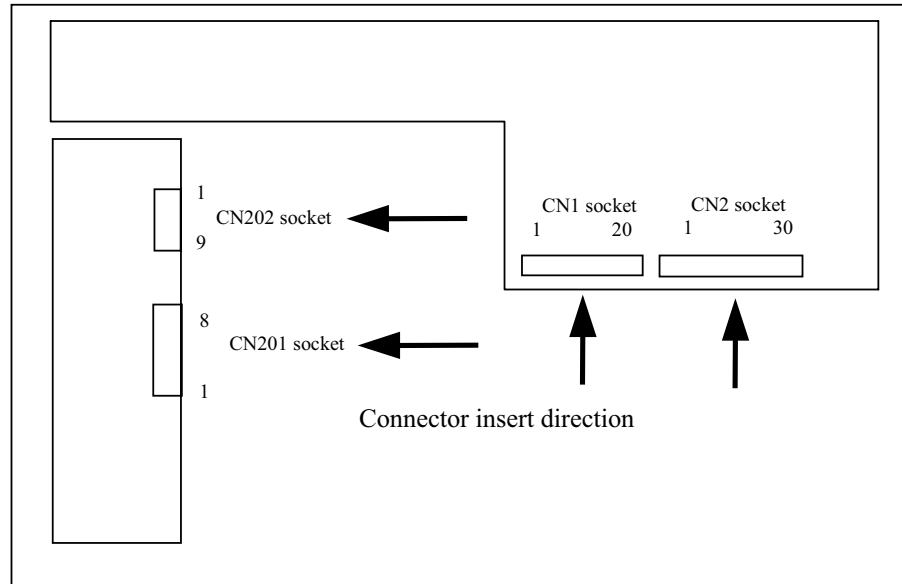 1
CN202 socket
9
CN1 socket
1 20
CN2 socket
1 30
8
CN201 socket
1
Connector insert direction